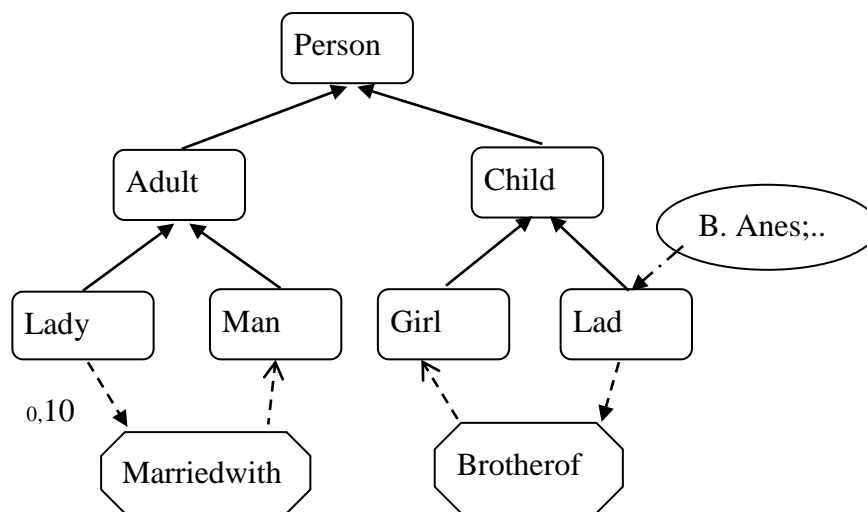 Person
Adult
Child
B. Anes;..
Lady
Man
Girl
Lad
0,10
Marriedwith
Brotherof